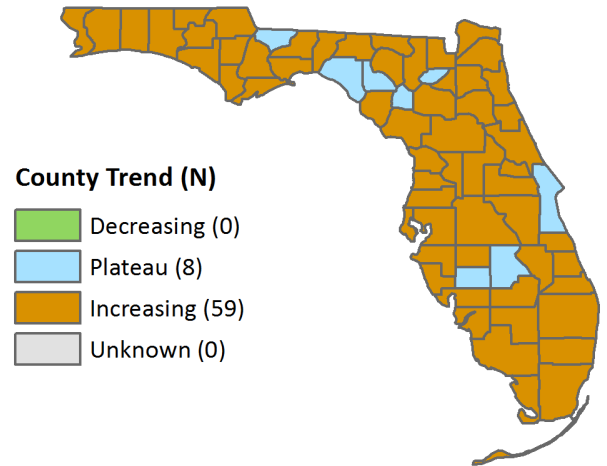 County Trend (N)
Decreasing (0)
Plateau (8)
Increasing (59)
Unknown (0)